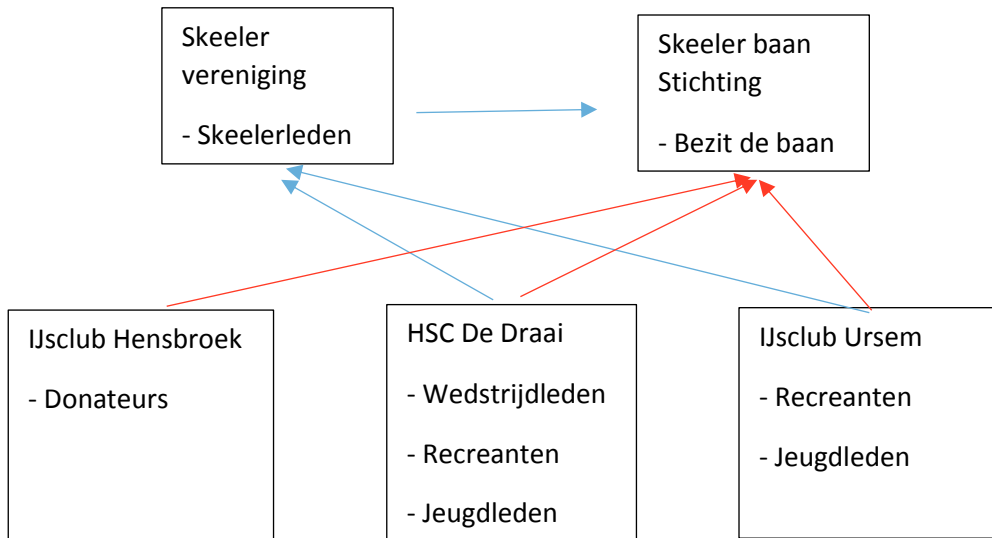 Skeeler
vereniging
- Skeelerleden
Skeeler baan
Stichting
- Bezit de baan
IJsclub Hensbroek
- Donateurs
HSC De Draai
- Wedstrijdleden
- Recreanten
- Jeugdleden
IJsclub Ursem
- Recreanten
- Jeugdleden